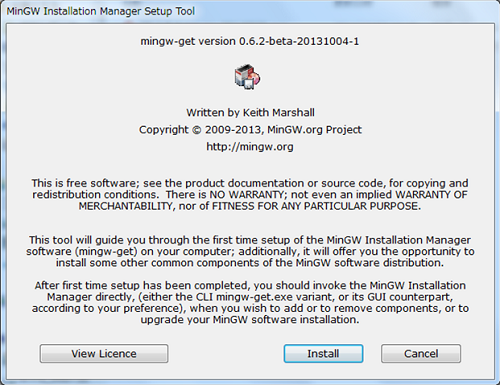 MinGW Installation Manager Setup Tool
mingw-get version 0.6.2-beta-20131004-1
Written by Keith Marshall
Copyright © 2009-2013, MinGW.org Project
http://mingw.org
This is free software; see the product documentation or source code, for copying and
redistribution conditions. There is NO WARRANTY; not even an implied WARRANTY OF
MERCHANTABILITY, nor of FITNESS FOR ANY PARTICULAR PURPOSE.
This tool will guide you through the first time setup of the MinGW Installation Manager
software (mingw-get) on your computer; additionally, it will offer you the opportunity to
install some other common components of the MinGW software distribution.
After first time setup has been completed, you should invoke the MinGW Installation
Manager directly, (either the CLI mingw-get.exe variant, or its GUI counterpart,
according to your preference), when you wish to add or to remove components, or to
upgrade your MinGW software installation.
View Licence
Install
Cancel